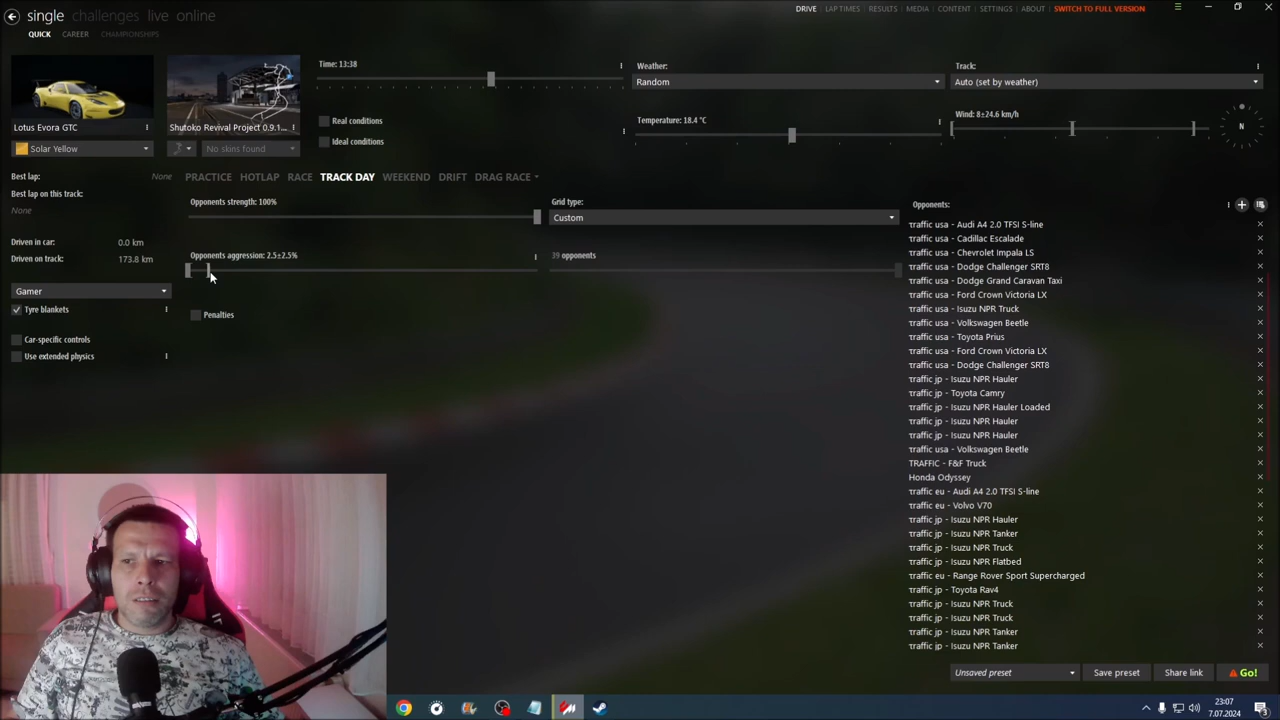 single challenges live online
DRIVE LAP TIMES RESULTS MEDIA CONTENT SETTINGS ABOUT SWITCH TO FULL VERSION
QUICK CAREER CHAMPIONSHIPS
Time: 13:38
Weather:
Track:
Random
Auto (set by weather)
Real conditions
Temperature: 18.4 °C
Wind: 8±24.6 km/h
N
Lotus Evora GTC
Shutoko Revival Project 0.9.1...
Ideal conditions
Solar Yellow
No skins found
Best lap: None
PRACTICE HOTLAP RACE TRACK DAY WEEKEND DRIFT DRAG RACE
Best lap on this track:
None
Opponents strength: 100%
Grid type:
Custom
Opponents:
Driven in car: 0.0 km
Driven on track: 173.8 km
Opponents aggression: 2.5±2.5%
39 opponents
Gamer
Tyre blankets
Penalties
Car-specific controls
Use extended physics
traffic usa - Audi A4 2.0 TFSI S-line
traffic usa - Cadillac Escalade
traffic usa - Chevrolet Impala LS
traffic usa - Dodge Challenger SRT8
traffic usa - Dodge Grand Caravan Taxi
traffic usa - Ford Crown Victoria LX
traffic usa - Isuzu NPR Truck
traffic usa - Volkswagen Beetle
traffic usa - Toyota Prius
traffic usa - Ford Crown Victoria LX
traffic usa - Dodge Challenger SRT8
traffic jp - Isuzu NPR Hauler
traffic jp - Toyota Camry
traffic jp - Isuzu NPR Hauler Loaded
traffic jp - Isuzu NPR Hauler
traffic jp - Isuzu NPR Hauler
traffic usa - Volkswagen Beetle
TRAFFIC - F&F Truck
Honda Odyssey
traffic eu - Audi A4 2.0 TFSI S-line
traffic eu - Volvo V70
traffic jp - Isuzu NPR Hauler
traffic jp - Isuzu NPR Tanker
traffic jp - Isuzu NPR Truck
traffic jp - Isuzu NPR Flatbed
traffic eu - Range Rover Sport Supercharged
traffic jp - Toyota Rav4
traffic jp - Isuzu NPR Truck
traffic jp - Isuzu NPR Truck
traffic jp - Isuzu NPR Tanker
traffic jp - Isuzu NPR Tanker
Unsaved preset Save preset Share link Go!
23:07
7.07.2024